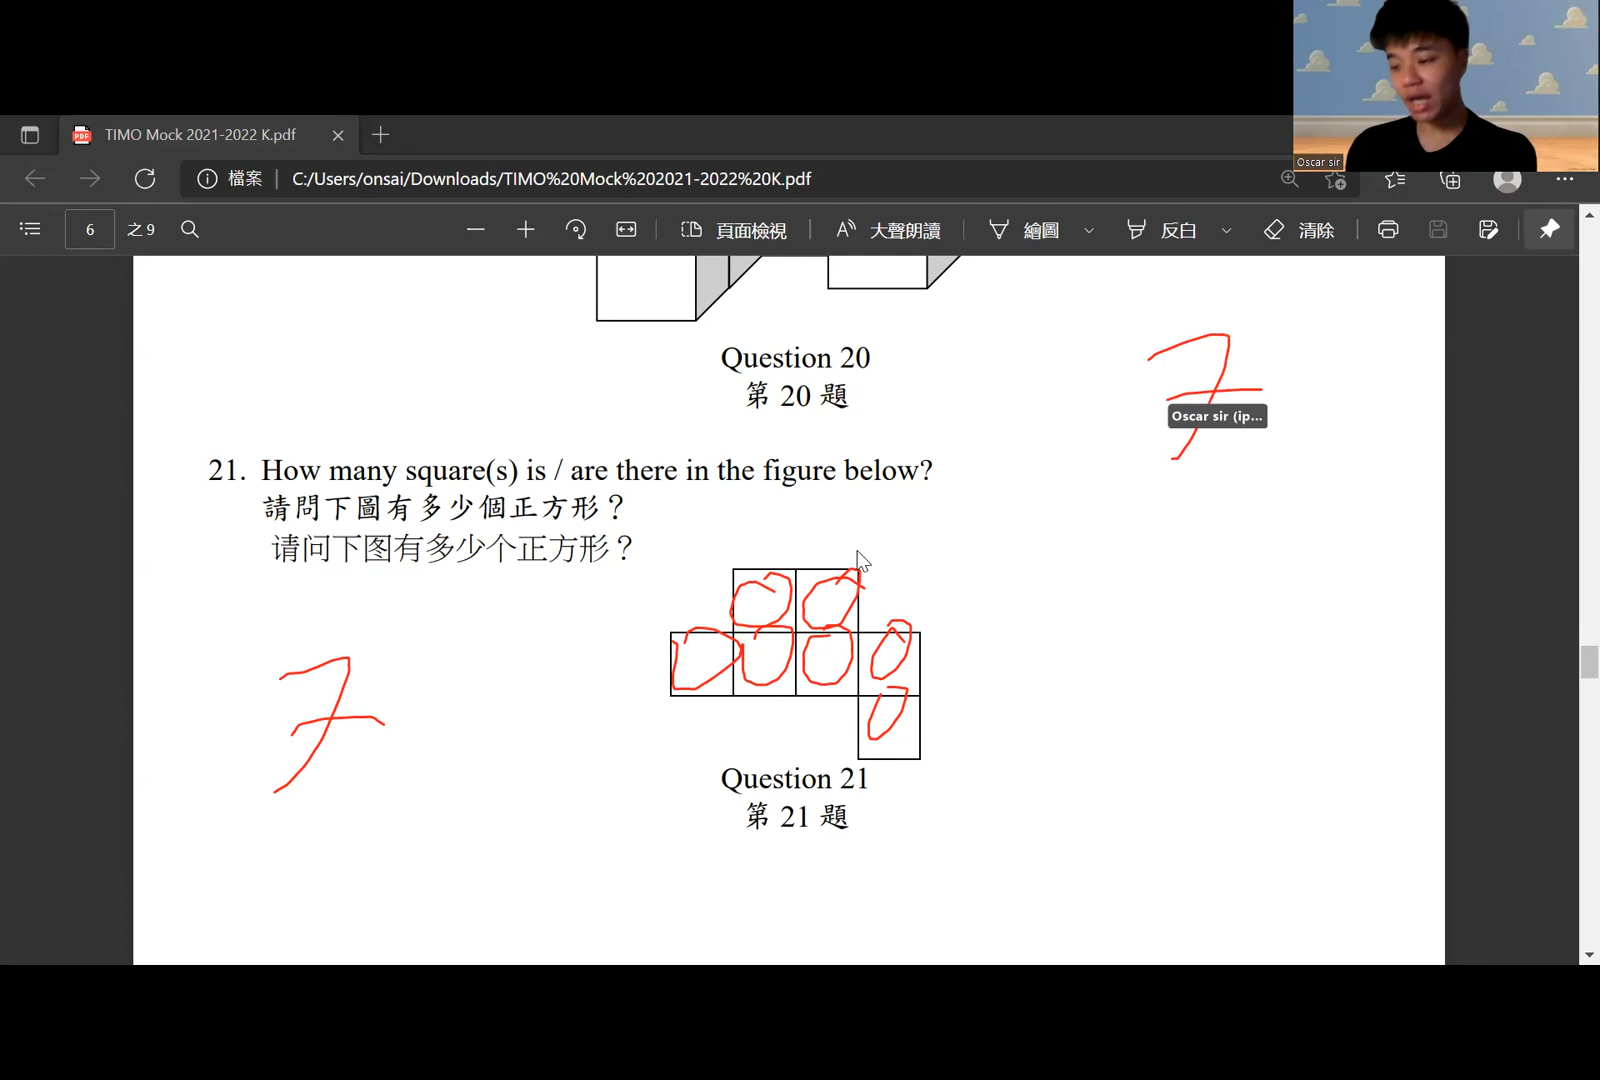 Oscar sir
TIMO Mock 2021-2022 K.pdf
檔案
C:/Users/onsai/Downloads/TIMO%20Mock%202021-2022%20K.pdf
6 之9 頁面檢視 大聲朗讀 繪圖 反白 清除
Question 20
第 20 題
7
Oscar sir (ip...
21. How many square(s) is / are there in the figure below?
請問下圖有多少個正方形？
请问下图有多少个正方形？
7
Question 21
第 21 題